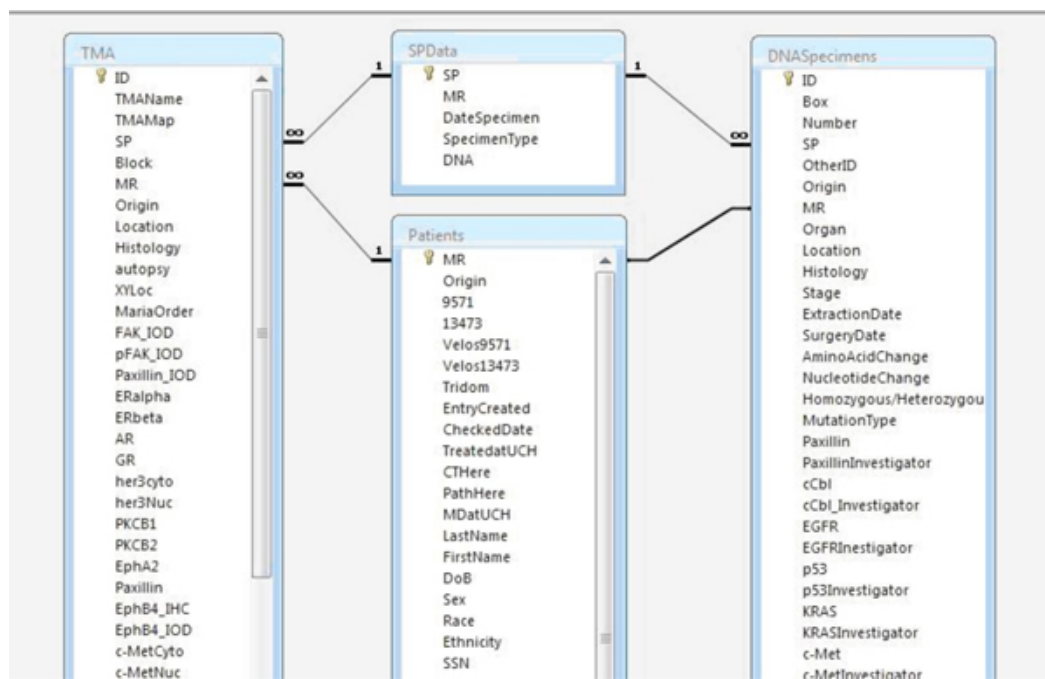 TMA
ID
TMAName
TMAMap
SP
Block
MR
Origin
Location
Histology
autopsy
XYLoc
MariaOrder
FAK_IOD
pFAK_IOD
Paxillin_IOD
ERalpha
ERbeta
AR
GR
her3cyto
her3Nuc
PKCB1
PKCB2
EphA2
Paxillin
EphB4_IHC
EphB4_IOD
c-MetCyto
c-MetNuc
1
∞
∞
1
SPData
SP
MR
DateSpecimen
SpecimenType
DNA
Patients
MR
Origin
9571
13473
Velos9571
Velos13473
Tridom
EntryCreated
CheckedDate
TreatedatUCH
CTHere
PathHere
MDatUCH
LastName
FirstName
DoB
Sex
Race
Ethnicity
SSN
1
∞
DNASpecimens
ID
Box
Number
SP
OtherID
Origin
MR
Organ
Location
Histology
Stage
ExtractionDate
SurgeryDate
AminoAcidChange
NucleotideChange
Homozygous/Heterozygou
MutationType
Paxillin
PaxillinInvestigator
cCbl
cCbl_Investigator
EGFR
EGFRInestigator
p53
p53Investigator
KRAS
KRASInvestigator
c-Met
c-MetInvestigator